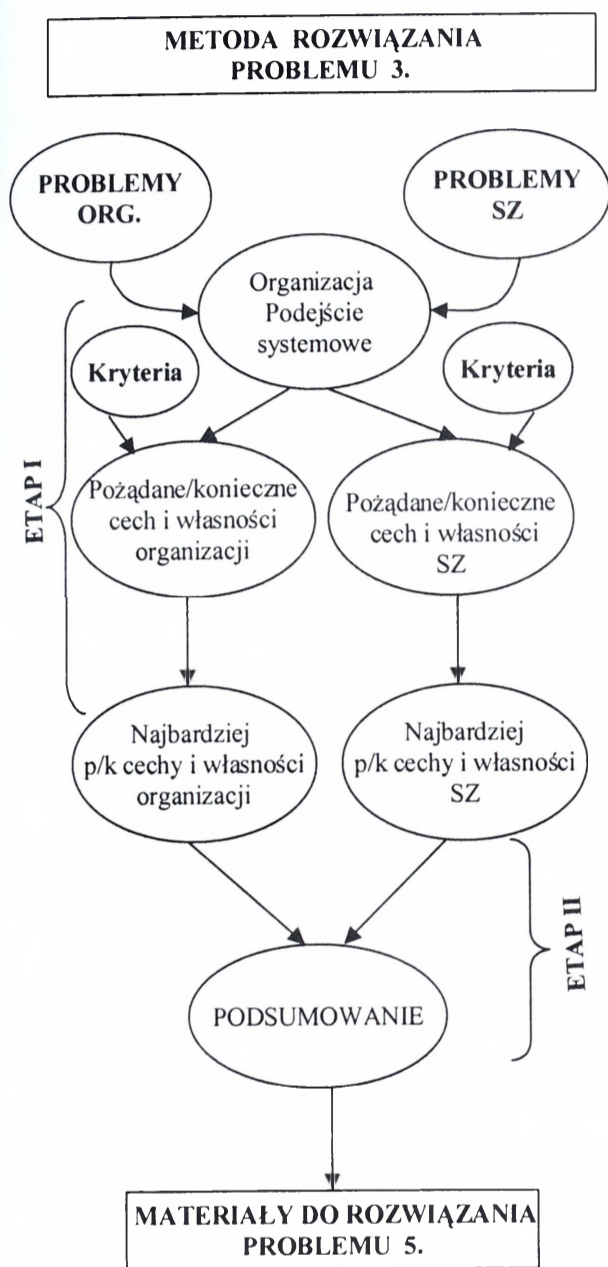 METODA ROZWIĄZANIA
PROBLEMU 3.
PROBLEMY
ORG.
PROBLEMY
SZ
Organizacja
Podejście
systemowe
Kryteria
Kryteria
ETAP I
Pożądane/konieczne
cech i własności
organizacji
Pożądane/konieczne
cech i własności
SZ
Najbardziej
p/k cechy i własności
organizacji
Najbardziej
p/k cechy i własności
SZ
ETAP II
PODSUMOWANIE
MATERIAŁY DO ROZWIĄZANIA
PROBLEMU 5.